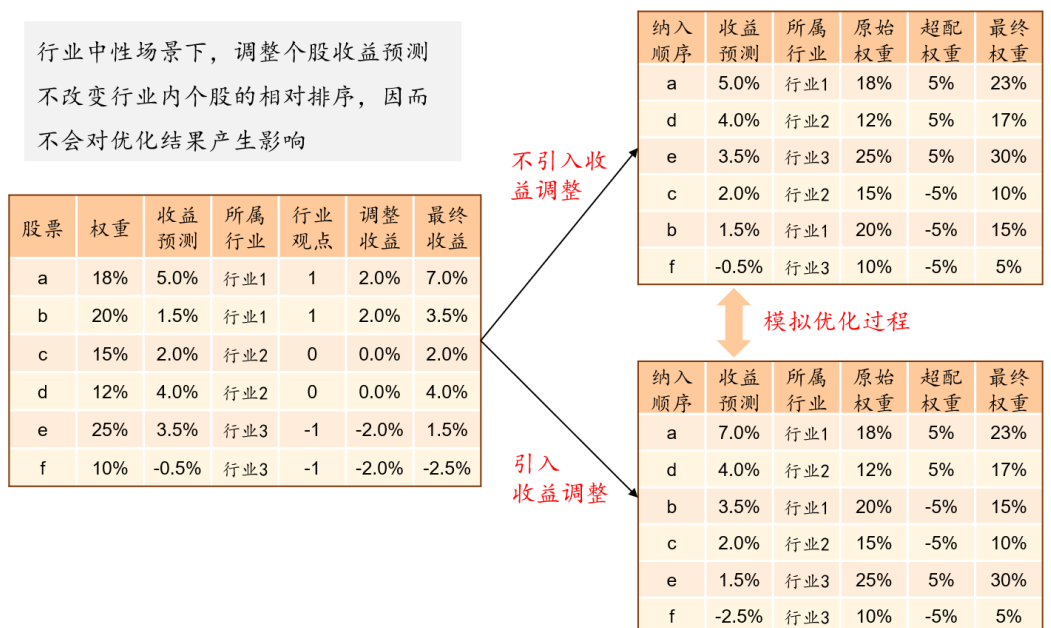 行业中性场景下，调整个股收益预测
不改变行业内个股的相对排序，因而
不会对优化结果产生影响
股票 权重 收益预测 所属行业 行业观点 调整收益 最终收益
a 18% 5.0% 行业1 1 2.0% 7.0%
b 20% 1.5% 行业1 1 2.0% 3.5%
c 15% 2.0% 行业2 0 0.0% 2.0%
d 12% 4.0% 行业2 0 0.0% 4.0%
e 25% 3.5% 行业3 -1 -2.0% 1.5%
f 10% -0.5% 行业3 -1 -2.0% -2.5%
不引入收
益调整
引入
收益调整
纳入顺序 收益预测 所属行业 原始权重 超配权重 最终权重
a 5.0% 行业1 18% 5% 23%
d 4.0% 行业2 12% 5% 17%
e 3.5% 行业3 25% 5% 30%
c 2.0% 行业2 15% -5% 10%
b 1.5% 行业1 20% -5% 15%
f -0.5% 行业3 10% -5% 5%
模拟优化过程
纳入顺序 收益预测 所属行业 原始权重 超配权重 最终权重
a 7.0% 行业1 18% 5% 23%
d 4.0% 行业2 12% 5% 17%
b 3.5% 行业1 20% -5% 15%
c 2.0% 行业2 15% -5% 10%
e 1.5% 行业3 25% 5% 30%
f -2.5% 行业3 10% -5% 5%